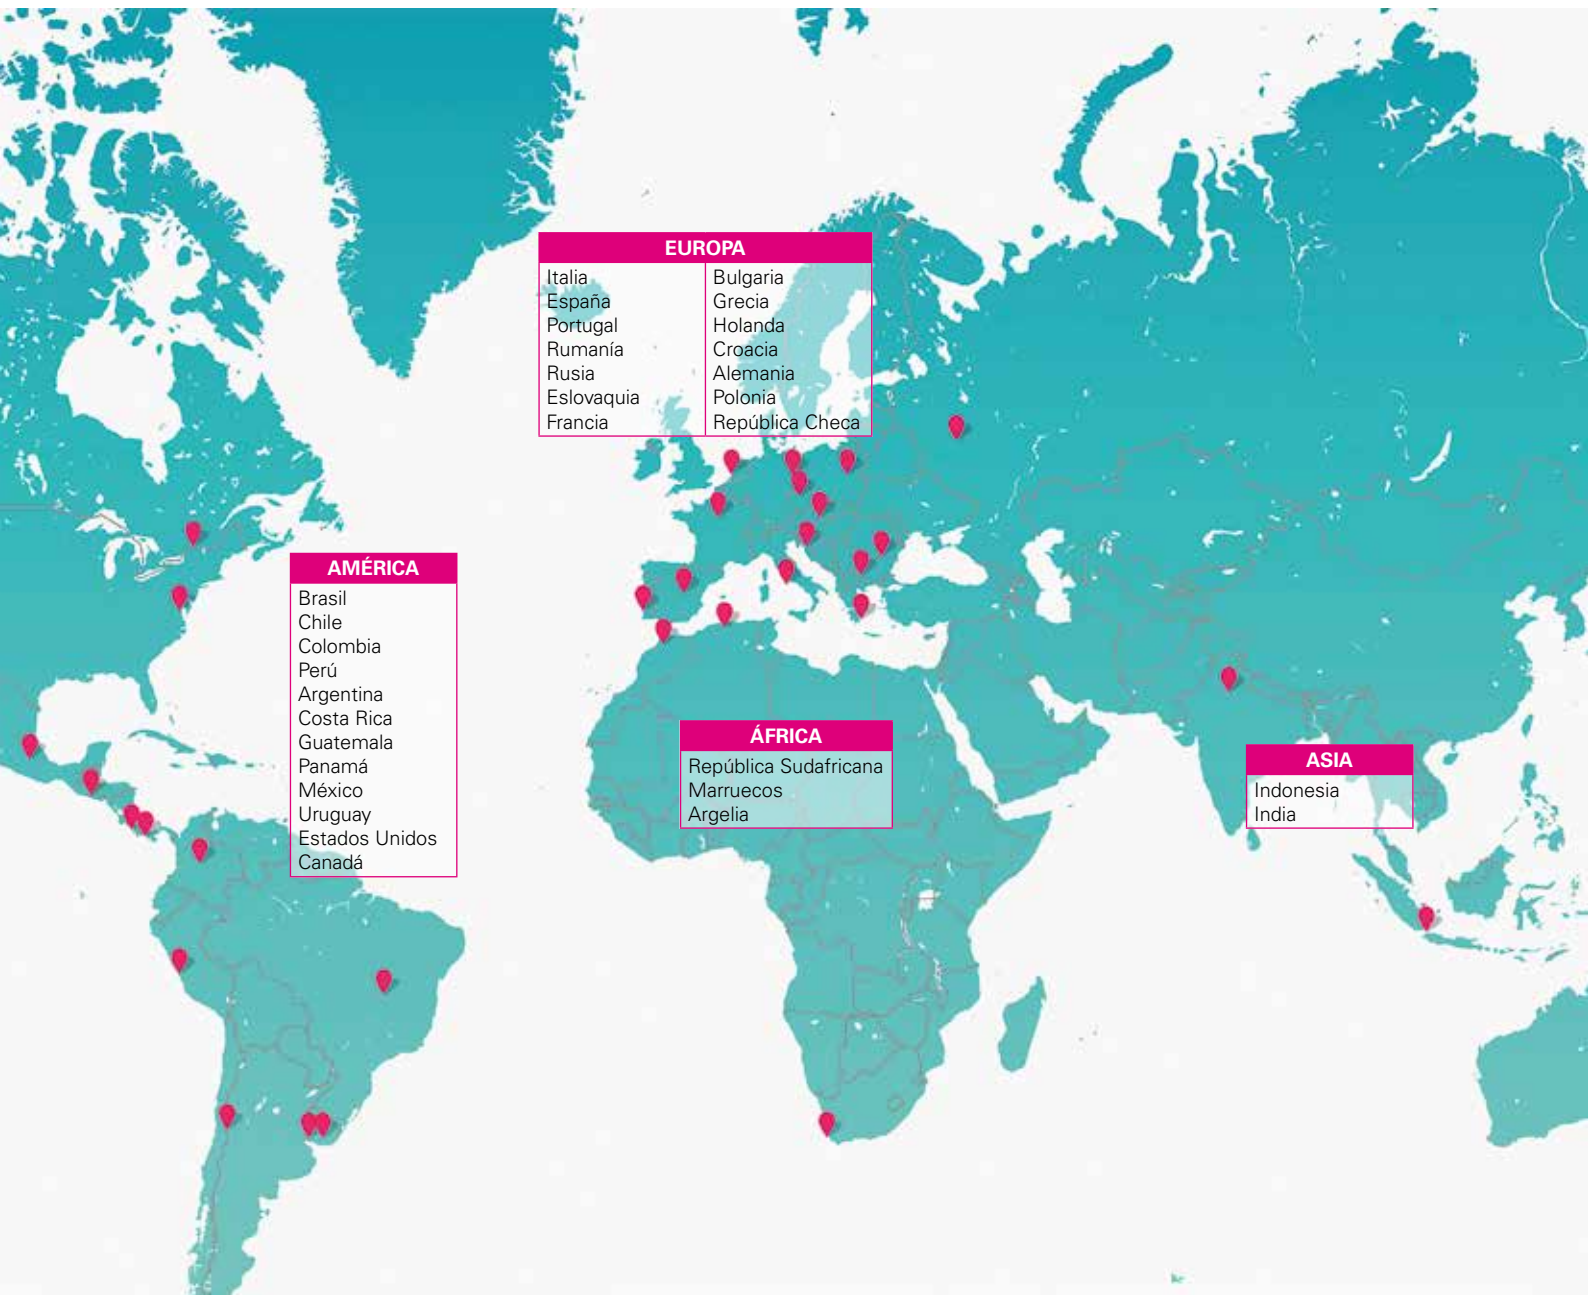 EUROPA
Italia
España
Portugal
Rumanía
Rusia
Eslovaquia
Francia
Bulgaria
Grecia
Holanda
Croacia
Alemania
Polonia
República Checa
AMÉRICA
Brasil
Chile
Colombia
Perú
Argentina
Costa Rica
Guatemala
Panamá
México
Uruguay
Estados Unidos
Canadá
ÁFRICA
República Sudafricana
Marruecos
Argelia
ASIA
Indonesia
India